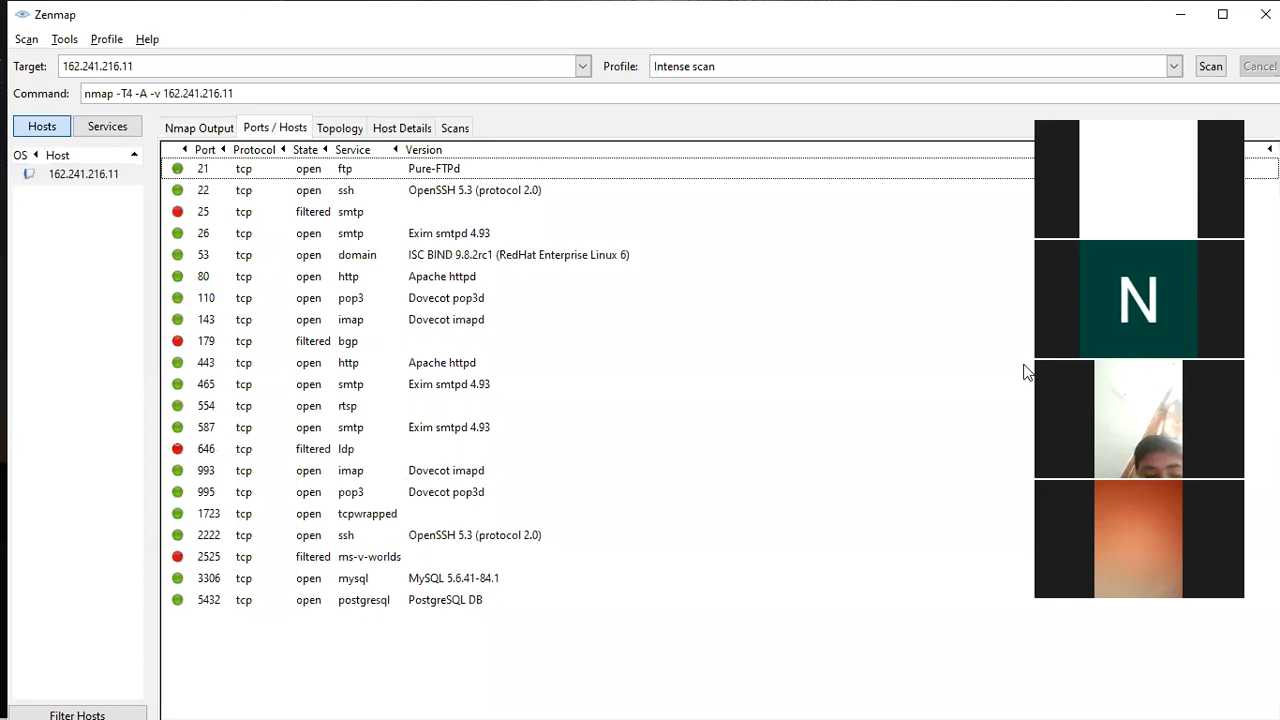 Zenmap
Scan Tools Profile Help
Target: 162.241.216.11 Profile: Intense scan Scan Cancel
Command: nmap -T4 -A -v 162.241.216.11
Hosts Services Nmap Output Ports / Hosts Topology Host Details Scans
OS Host Port Protocol State Service Version
162.241.216.11
21 tcp open ftp Pure-FTPd
22 tcp open ssh OpenSSH 5.3 (protocol 2.0)
25 tcp filtered smtp
26 tcp open smtp Exim smtpd 4.93
53 tcp open domain ISC BIND 9.8.2rc1 (RedHat Enterprise Linux 6)
80 tcp open http Apache httpd
110 tcp open pop3 Dovecot pop3d
143 tcp open imap Dovecot imapd
179 tcp filtered bgp
443 tcp open http Apache httpd
465 tcp open smtp Exim smtpd 4.93
554 tcp open rtsp
587 tcp open smtp Exim smtpd 4.93
646 tcp filtered ldp
993 tcp open imap Dovecot imapd
995 tcp open pop3 Dovecot pop3d
1723 tcp open tcpwrapped
2222 tcp open ssh OpenSSH 5.3 (protocol 2.0)
2525 tcp filtered ms-v-worlds
3306 tcp open mysql MySQL 5.6.41-84.1
5432 tcp open postgresql PostgreSQL DB
N
Filter Hosts